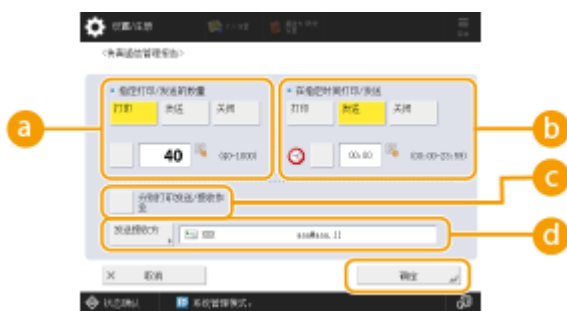 设置/注册
<传真通信管理报告>
• 指定打印/发送的数量
打印 发送 关闭
40 (40-1000)
• 在指定时间打印/发送
打印 发送 关闭
00:00 (00:00-23:59)
a
b
c
d
分别打印发送/接收作业
发送接收方
× 取消
确定
状态确认
系统管理模式。